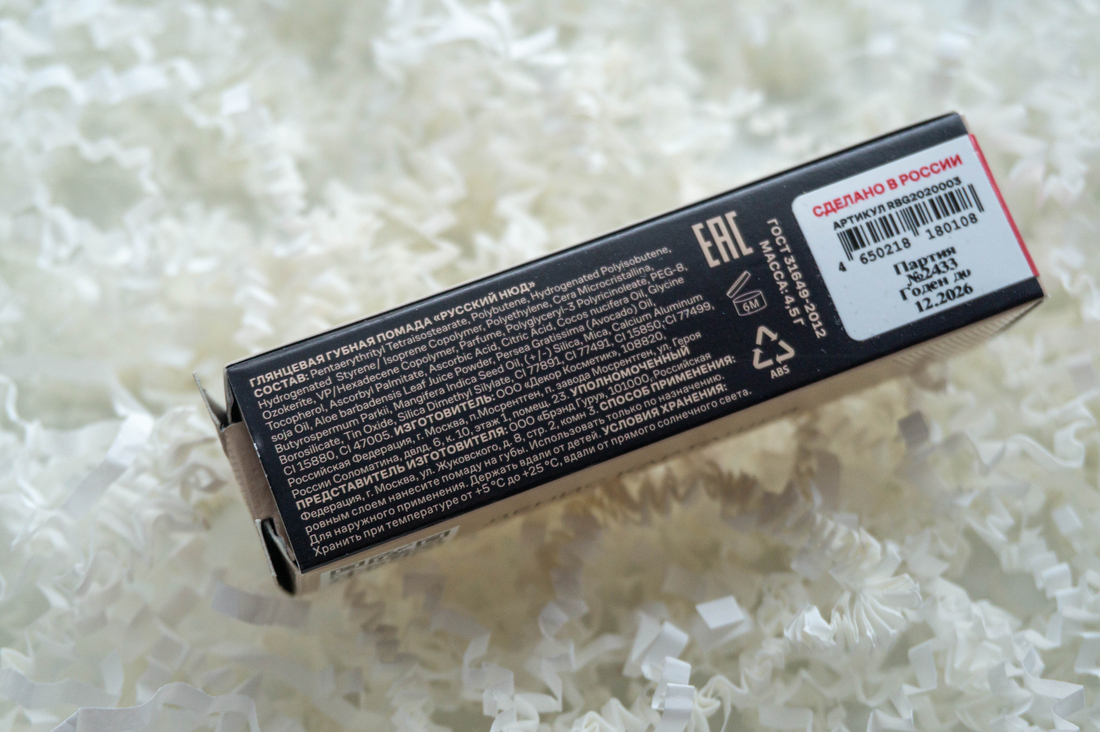 ГЛЯНЦЕВАЯ ГУБНАЯ ПОМАДА «РУССКИЙ НЮД»
СОСТАВ: Pentaerythrityl Tetraisostearate, Polybutene, Hydrogenated Polyisobutene,
Hydrogenated Styrene/Isoprene Copolymer, Polyethylene, Cera Microcristallina,
Ozokerite, VP/Hexadecene Copolymer, Parfum, Polyglyceryl-3 Polyricinoleate, PEG-8,
Tocopherol, Ascorbyl Palmitate, Ascorbic Acid, Citric Acid, Cocos nucifera Oil, Glycine
soja Oil, Aloe barbadensis Leaf Juice Powder, Persea Gratissima (Avocado) Oil,
Butyrospermum Parkii, Mangifera Indica Seed Oil, (+/-) Silica, Mica, Calcium Aluminum
Borosilicate, Tin Oxide, Silica Dimethyl Silylate, CI 77891, CI 77491, CI 15850, CI 77499,
CI 15880, CI 47005. ИЗГОТОВИТЕЛЬ: ООО «Декор Косметик», 108820,
Российская Федерация, г. Москва, п.Мосрентген, п. завода Мосрентген, ул. Героя
России Соломатина, двлд. 6, к. 10, этаж 1, помещ. 23. УПОЛНОМОЧЕННЫЙ
ПРЕДСТАВИТЕЛЬ ИЗГОТОВИТЕЛЯ: ООО «Брэнд Гуру», 101000, Российская
Федерация, г. Москва, ул. Жуковского, д. 8, стр. 2, комн 3. СПОСОБ ПРИМЕНЕНИЯ:
ровным слоем нанесите помаду на губы. Использовать только по назначению.
Для наружного применения. Держать вдали от детей. УСЛОВИЯ ХРАНЕНИЯ:
Хранить при температуре от +5 °С до +25 °С, вдали от прямого солнечного света.
ЕАС
6М
ABS
ГОСТ 31649-2012
МАССА: 4,5 Г
СДЕЛАНО В РОССИИ
АРТИКУЛ RBG2020003
4 650218 180108
Партия
№2433
Годен до
12.2026